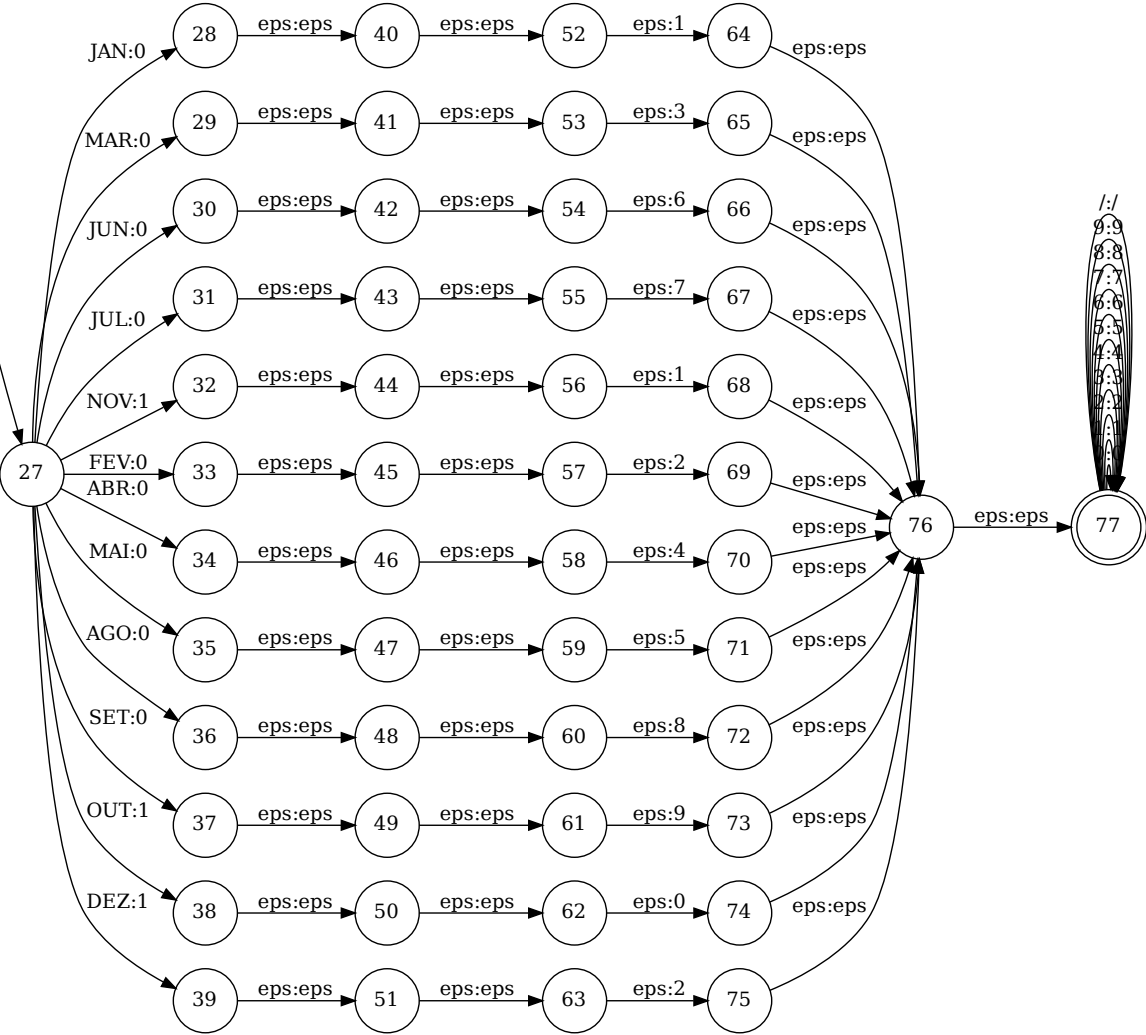 28 eps:eps 40 eps:eps 52 eps:1 64 eps:eps
JAN:0
29 eps:eps 41 eps:eps 53 eps:3 65 eps:eps
MAR:0
30 eps:eps 42 eps:eps 54 eps:6 66 eps:eps
JUN:0
31 eps:eps 43 eps:eps 55 eps:7 67 eps:eps
JUL:0
32 eps:eps 44 eps:eps 56 eps:1 68 eps:eps
NOV:1
27
FEV:0
33 eps:eps 45 eps:eps 57 eps:2 69 eps:eps
ABR:0
34 eps:eps 46 eps:eps 58 eps:4 70 eps:eps
MAI:0
35 eps:eps 47 eps:eps 59 eps:5 71 eps:eps
AGO:0
36 eps:eps 48 eps:eps 60 eps:8 72 eps:eps
SET:0
37 eps:eps 49 eps:eps 61 eps:9 73 eps:eps
OUT:1
38 eps:eps 50 eps:eps 62 eps:0 74 eps:eps
DEZ:1
39 eps:eps 51 eps:eps 63 eps:2 75 eps:eps
76 eps:eps 77
/:/
9:9
8:8
7:7
6:6
5:5
4:4
3:3
2:2